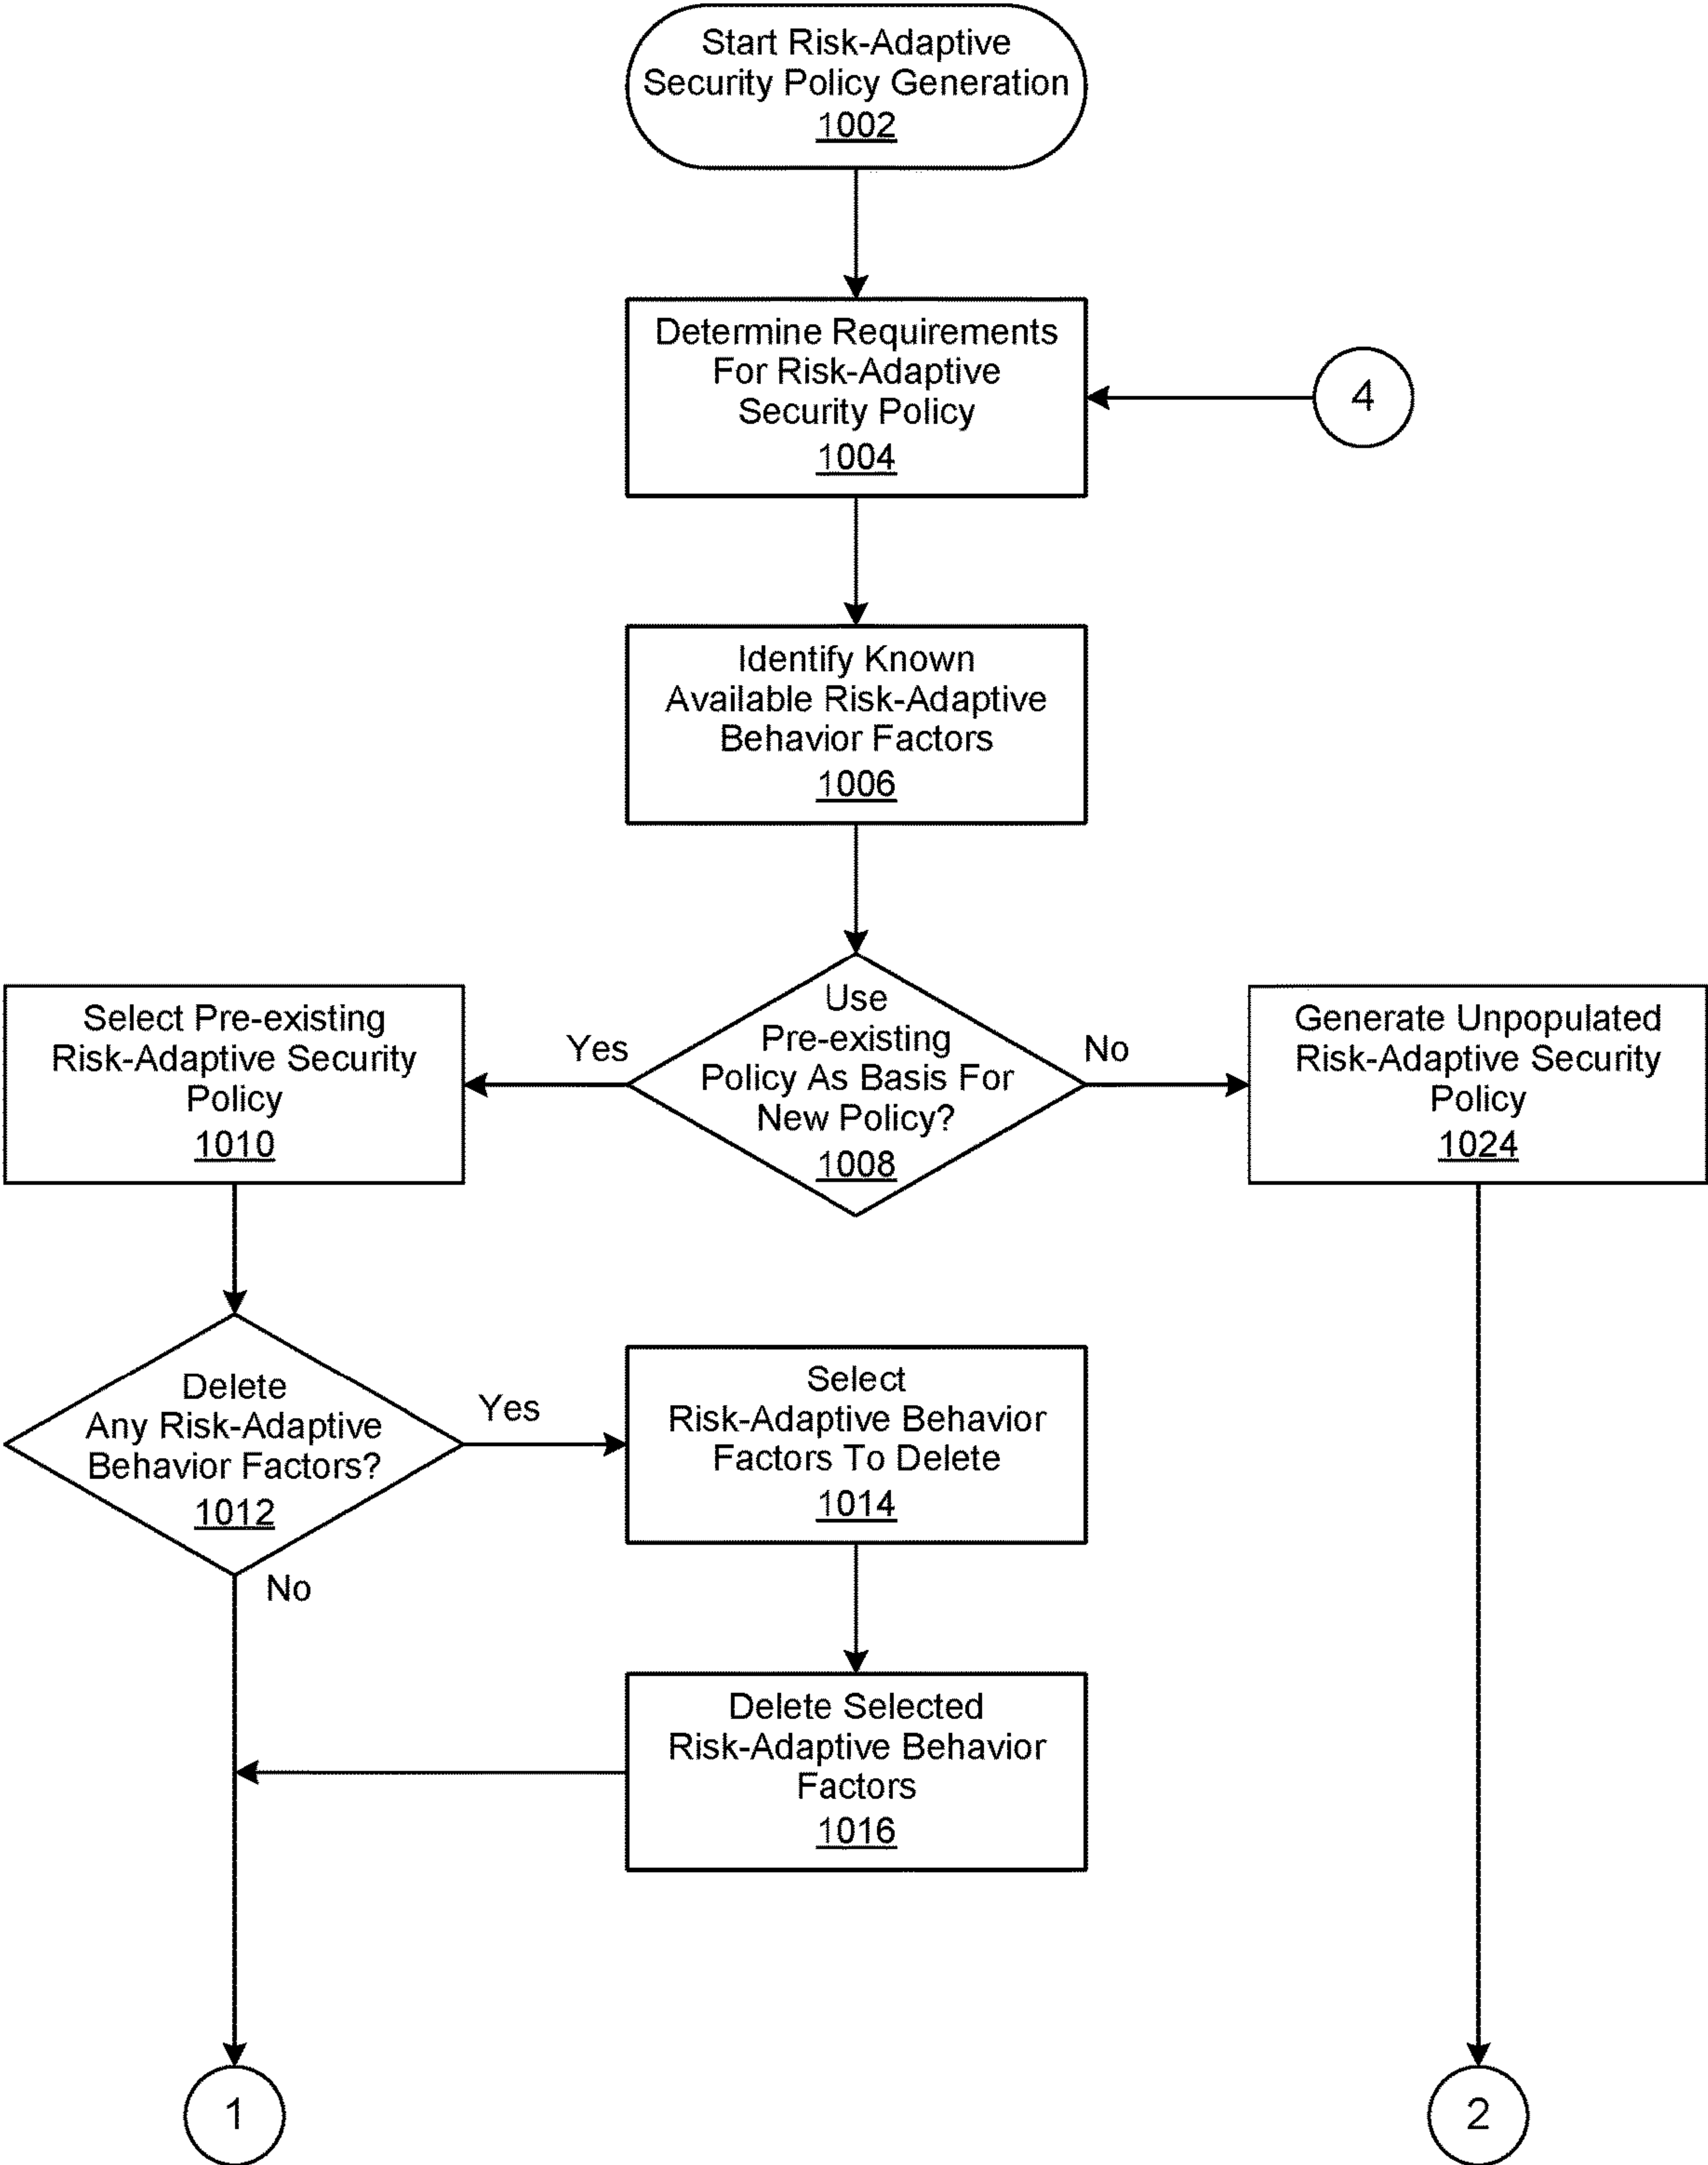 Start Risk-Adaptive
Security Policy Generation
1002
Determine Requirements
For Risk-Adaptive
Security Policy
1004
4
Identify Known
Available Risk-Adaptive
Behavior Factors
1006
Select Pre-existing
Risk-Adaptive Security
Policy
1010
Yes
Use
Pre-existing
Policy As Basis For
New Policy?
1008
No
Generate Unpopulated
Risk-Adaptive Security
Policy
1024
Delete
Any Risk-Adaptive
Behavior Factors?
1012
Yes
No
Select
Risk-Adaptive Behavior
Factors To Delete
1014
Delete Selected
Risk-Adaptive Behavior
Factors
1016
1
2